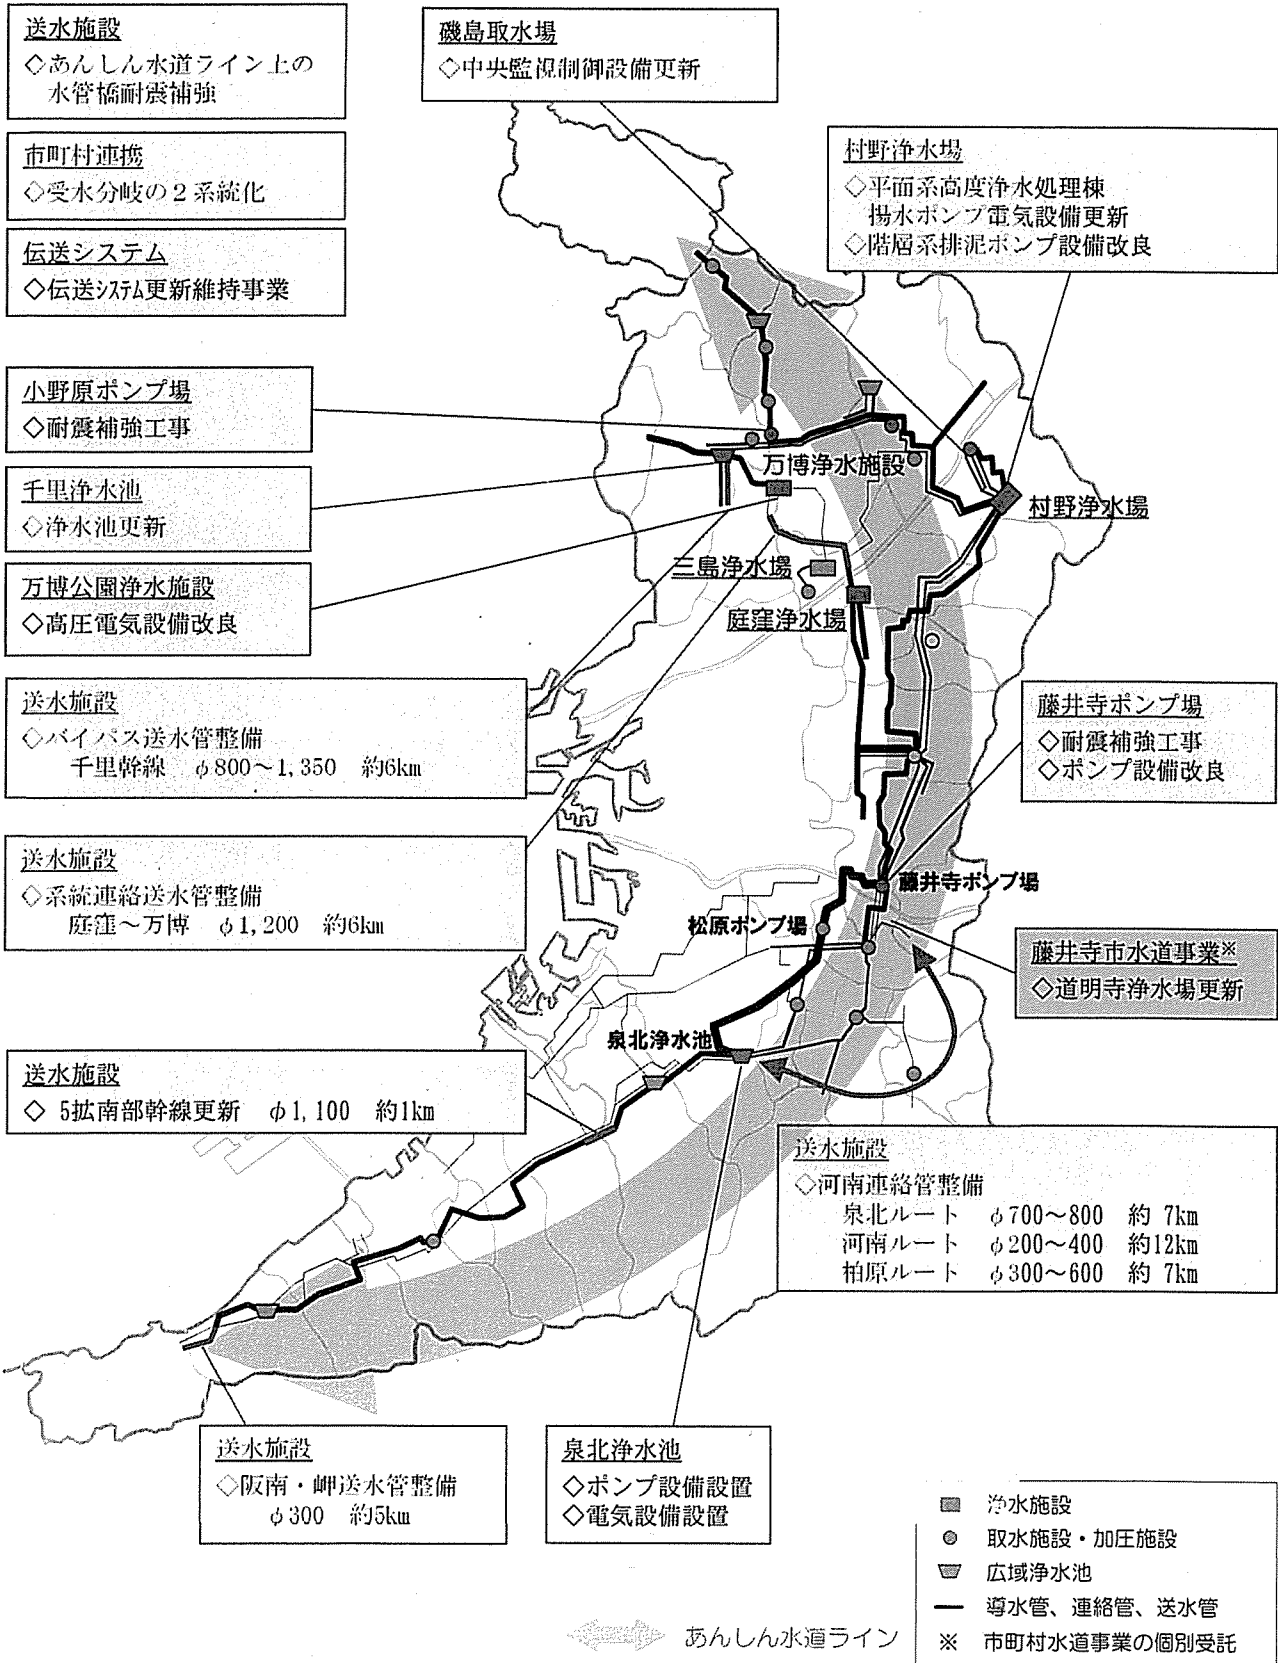 送水施設
◇あんしん水道ライン上の
水管橋耐震補強
磯島取水場
◇中央監視制御設備更新
市町村連携
◇受水分岐の2系統化
村野浄水場
◇平面系高度浄水処理棟
揚水ポンプ電気設備更新
◇階層系排泥ポンプ設備改良
伝送システム
◇伝送システム更新維持事業
小野原ポンプ場
◇耐震補強工事
千里浄水池
◇浄水池更新
万博公園浄水施設
◇高圧電気設備改良
万博浄水施設
村野浄水場
三島浄水場
庭窪浄水場
送水施設
◇バイパス送水管整備
千里幹線 φ800～1,350 約6km
藤井寺ポンプ場
◇耐震補強工事
◇ポンプ設備改良
送水施設
◇系統連絡送水管整備
庭窪～万博 φ1,200 約6km
藤井寺ポンプ場
松原ポンプ場
藤井寺市水道事業※
◇道明寺浄水場更新
泉北浄水池
送水施設
◇ 5拡南部幹線更新 φ1,100 約1km
送水施設
◇河南連絡管整備
泉北ルート φ700～800 約 7km
河南ルート φ200～400 約12km
柏原ルート φ300～600 約 7km
送水施設
◇阪南・岬送水管整備
φ300 約5km
泉北浄水池
◇ポンプ設備設置
◇電気設備設置
浄水施設
取水施設・加圧施設
広域浄水池
導水管、連絡管、送水管
※ 市町村水道事業の個別受託
あんしん水道ライン